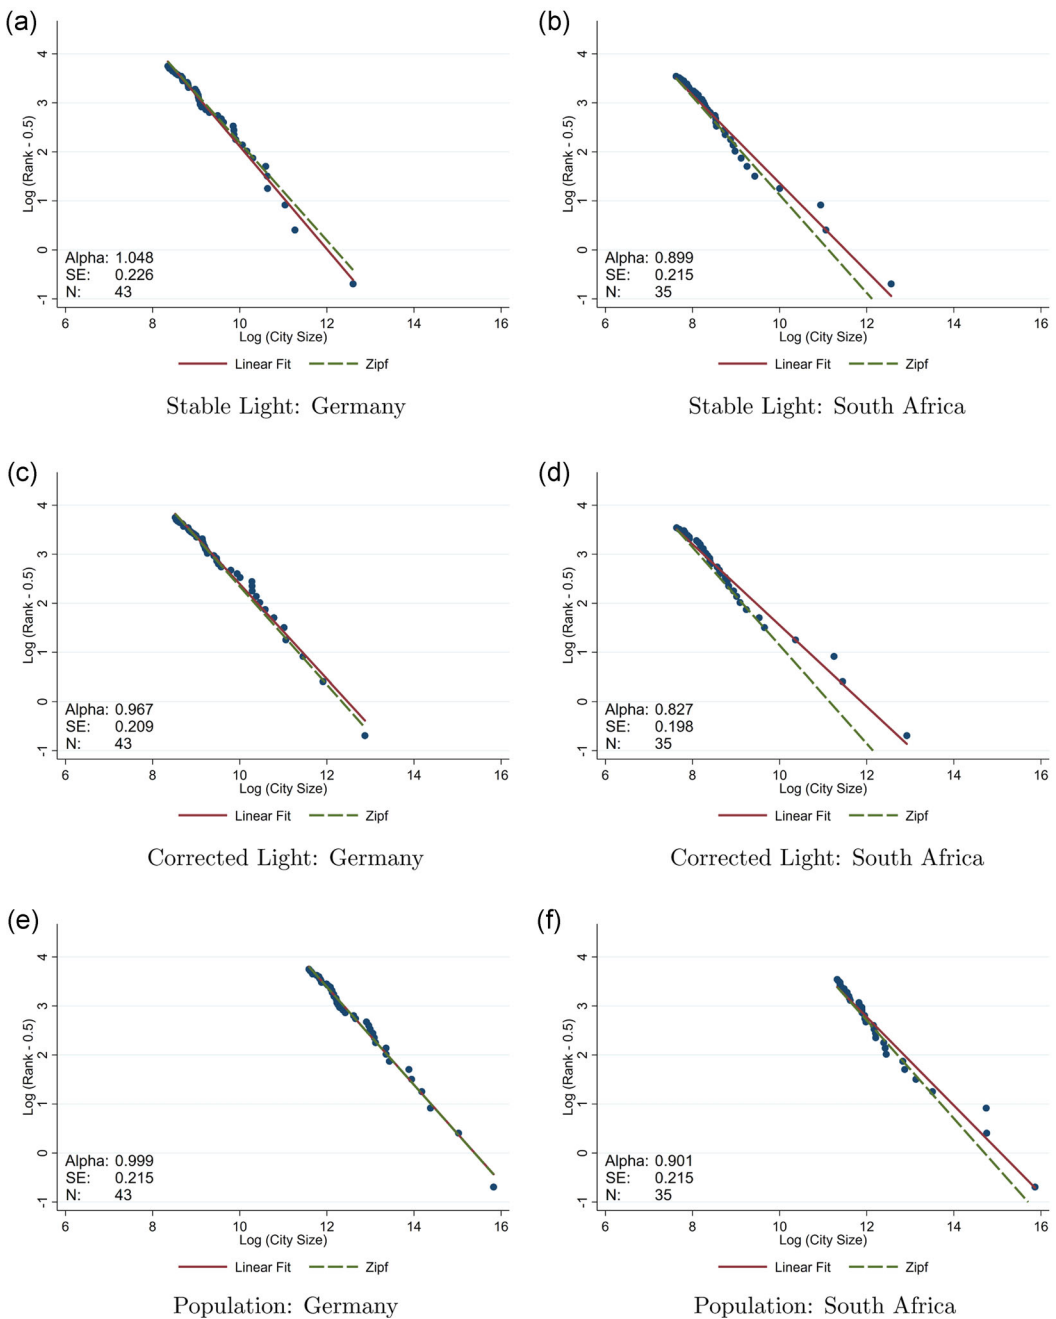 (a)
4
3
2
1
0
-1
Log (Rank - 0.5)
Alpha: 1.048
SE: 0.226
N: 43
6 8 10 12 14 16
Log (City Size)
Linear Fit Zipf
Stable Light: Germany
(b)
4
3
2
1
0
-1
Log (Rank - 0.5)
Alpha: 0.899
SE: 0.215
N: 35
6 8 10 12 14 16
Log (City Size)
Linear Fit Zipf
Stable Light: South Africa
(c)
4
3
2
1
0
-1
Log (Rank - 0.5)
Alpha: 0.967
SE: 0.209
N: 43
6 8 10 12 14 16
Log (City Size)
Linear Fit Zipf
Corrected Light: Germany
(d)
4
3
2
1
0
-1
Log (Rank - 0.5)
Alpha: 0.827
SE: 0.198
N: 35
6 8 10 12 14 16
Log (City Size)
Linear Fit Zipf
Corrected Light: South Africa
(e)
4
3
2
1
0
-1
Log (Rank - 0.5)
Alpha: 0.999
SE: 0.215
N: 43
6 8 10 12 14 16
Log (City Size)
Linear Fit Zipf
Population: Germany
(f)
4
3
2
1
0
-1
Log (Rank - 0.5)
Alpha: 0.901
SE: 0.215
N: 35
6 8 10 12 14 16
Log (City Size)
Linear Fit Zipf
Population: South Africa